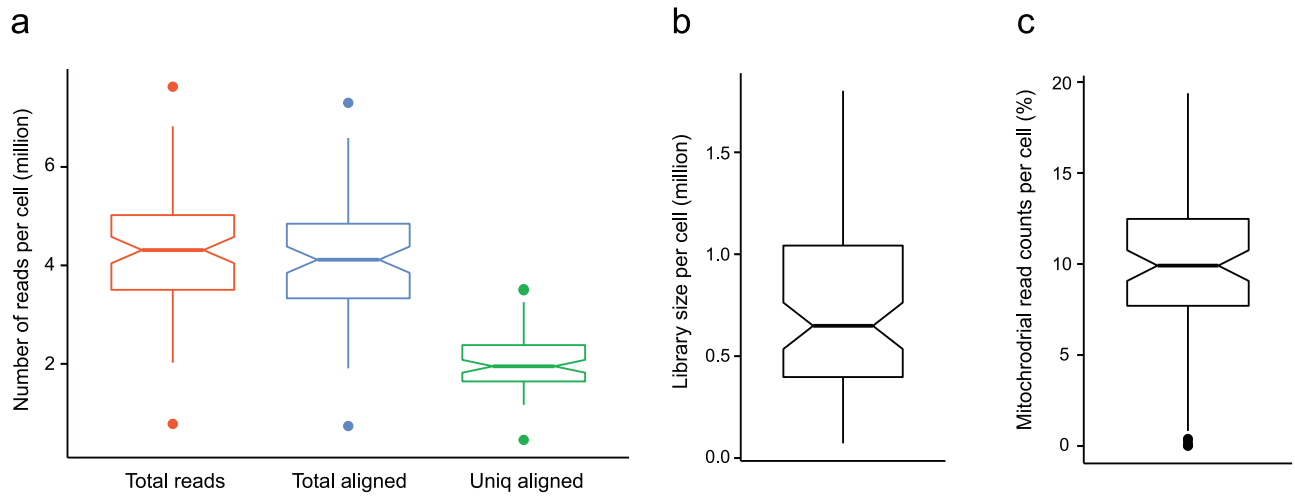 a
Number of reads per cell (million)
6
4
2
Total reads
Total aligned
Uniq aligned
b
Library size per cell (million)
1.5
1.0
0.5
0.0
c
Mitochrodrial read counts per cell (%)
20
15
10
5
0